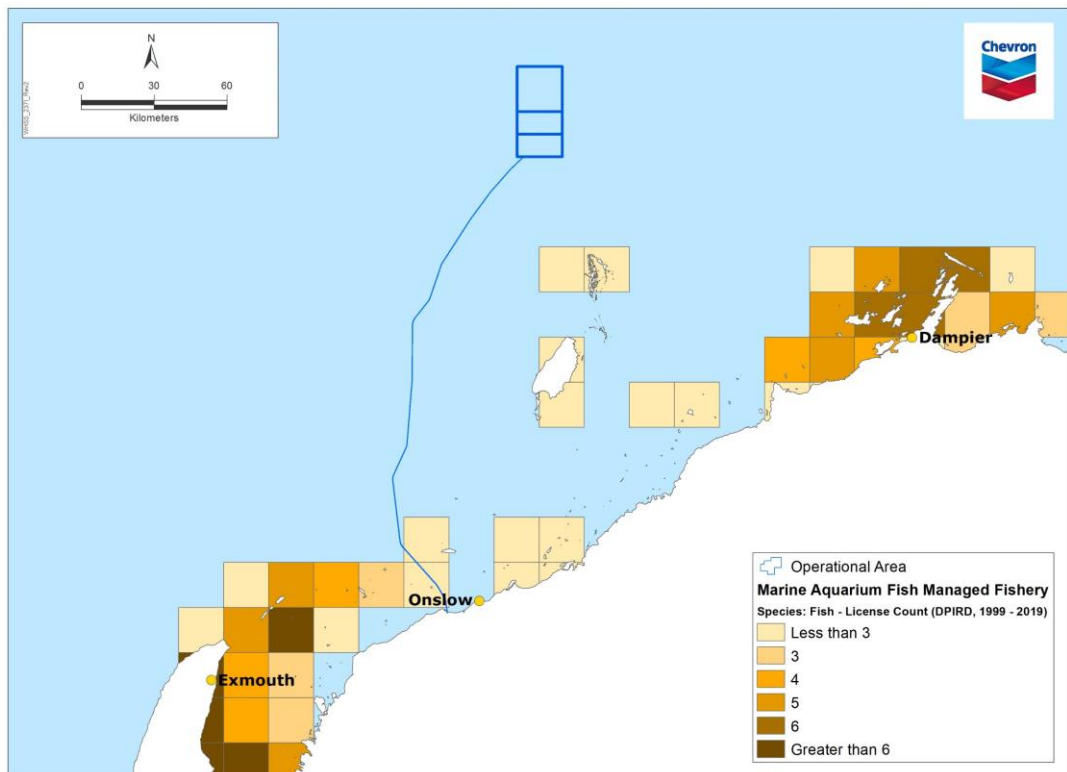 N
0 30 60
Kilometers
WHSS_2371_Rev2
Chevron
Dampier
Onslow
Exmouth
Operational Area
Marine Aquarium Fish Managed Fishery
Species: Fish - License Count (DPIRD, 1999 - 2019)
Less than 3
3
4
5
6
Greater than 6